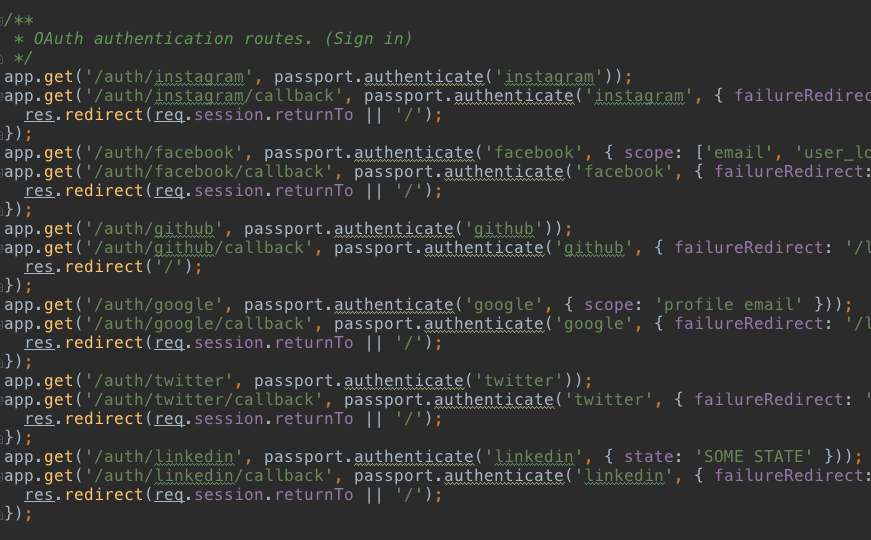 /**
 * OAuth authentication routes. (Sign in)
 */
app.get('/auth/instagram', passport.authenticate('instagram'));
app.get('/auth/instagram/callback', passport.authenticate('instagram', { failureRedirec
  res.redirect(req.session.returnTo || '/');
});
app.get('/auth/facebook', passport.authenticate('facebook', { scope: ['email', 'user_lo
app.get('/auth/facebook/callback', passport.authenticate('facebook', { failureRedirect:
  res.redirect(req.session.returnTo || '/');
});
app.get('/auth/github', passport.authenticate('github'));
app.get('/auth/github/callback', passport.authenticate('github', { failureRedirect: '/l
  res.redirect('/');
});
app.get('/auth/google', passport.authenticate('google', { scope: 'profile email' }));
app.get('/auth/google/callback', passport.authenticate('google', { failureRedirect: '/l
  res.redirect(req.session.returnTo || '/');
});
app.get('/auth/twitter', passport.authenticate('twitter'));
app.get('/auth/twitter/callback', passport.authenticate('twitter', { failureRedirect: '
  res.redirect(req.session.returnTo || '/');
});
app.get('/auth/linkedin', passport.authenticate('linkedin', { state: 'SOME STATE' }));
app.get('/auth/linkedin/callback', passport.authenticate('linkedin', { failureRedirect:
  res.redirect(req.session.returnTo || '/');
});